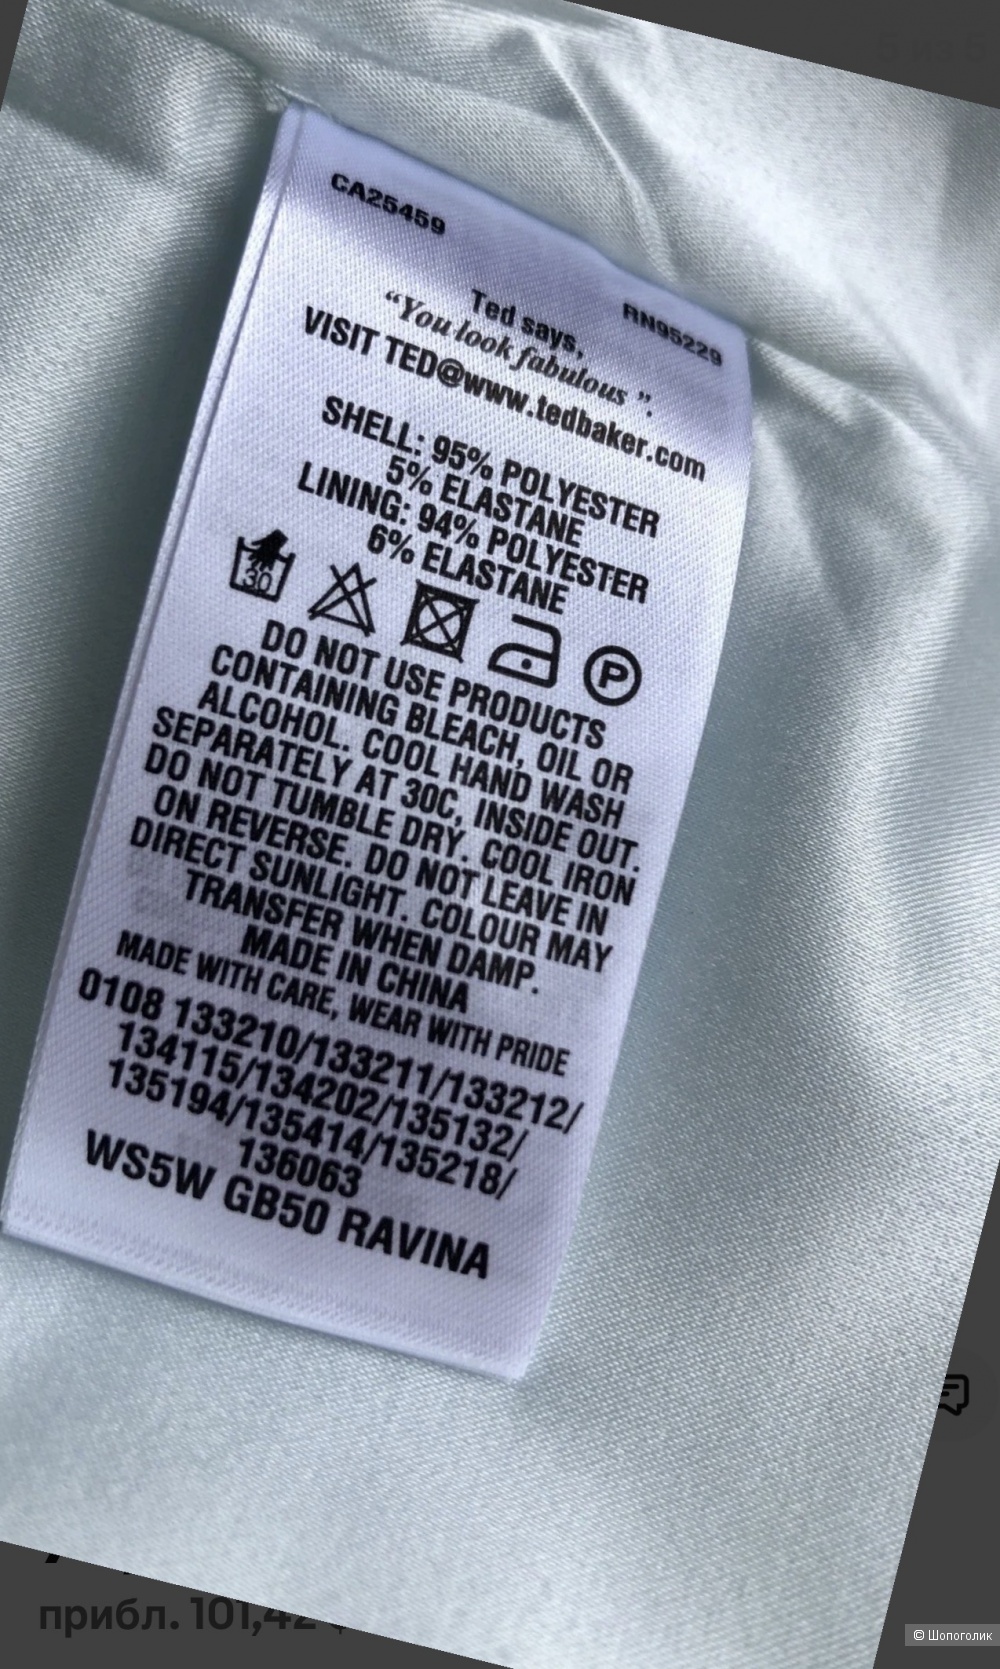 CA25459
RN95229
Ted says,
“You look fabulous ”.
VISIT TED@www.tedbaker.com
SHELL: 95% POLYESTER
5% ELASTANE
LINING: 94% POLYESTER
6% ELASTANE
30
P
DO NOT USE PRODUCTS
CONTAINING BLEACH, OIL OR
ALCOHOL. COOL HAND WASH
SEPARATELY AT 30C, INSIDE OUT.
DO NOT TUMBLE DRY. COOL IRON
ON REVERSE. DO NOT LEAVE IN
DIRECT SUNLIGHT. COLOUR MAY
TRANSFER WHEN DAMP.
MADE IN CHINA
MADE WITH CARE, WEAR WITH PRIDE
0108 133210/133211/133212/
134115/134202/135132/
135194/135414/135218/
136063
WS5W GB50 RAVINA
прибл. 101,42
© Шопоголик